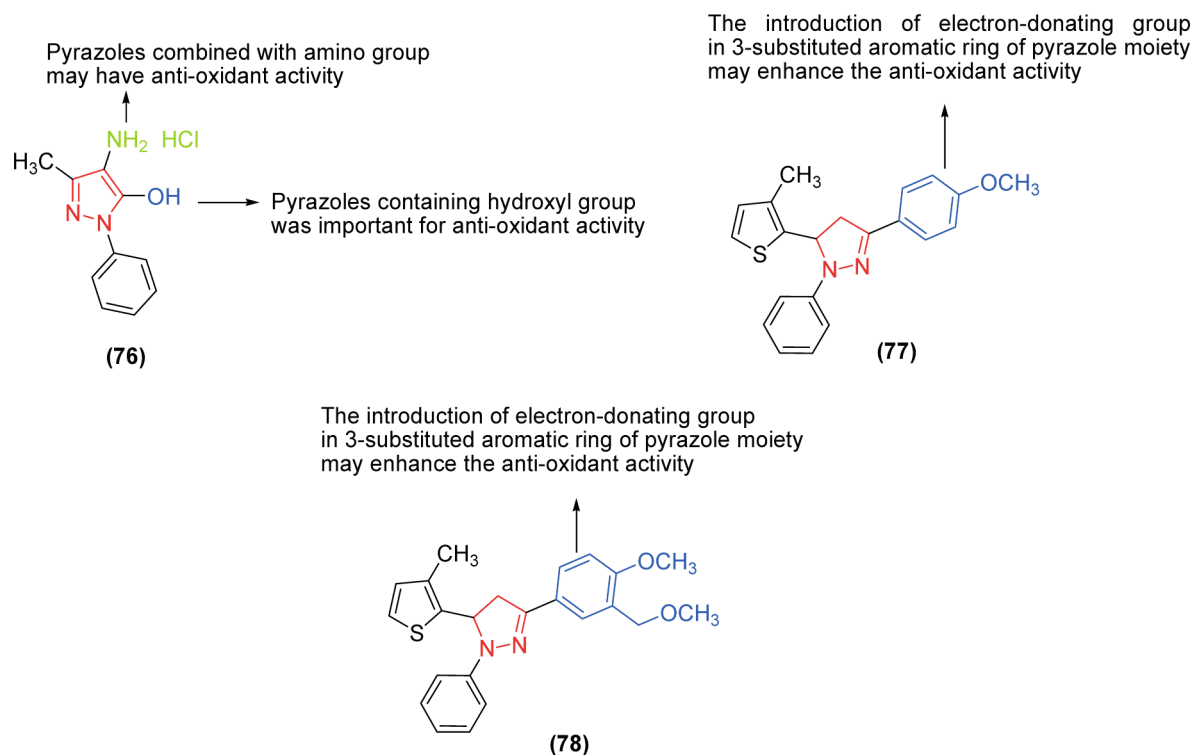 Pyrazoles combined with amino group
may have anti-oxidant activity
NH₂ HCl
H₃C
OH
N
N
Pyrazoles containing hydroxyl group
was important for anti-oxidant activity
(76)
The introduction of electron-donating group
in 3-substituted aromatic ring of pyrazole moiety
may enhance the anti-oxidant activity
CH₃
OCH₃
S
N
N
(77)
The introduction of electron-donating group
in 3-substituted aromatic ring of pyrazole moiety
may enhance the anti-oxidant activity
CH₃
OCH₃
OCH₃
S
N
N
(78)